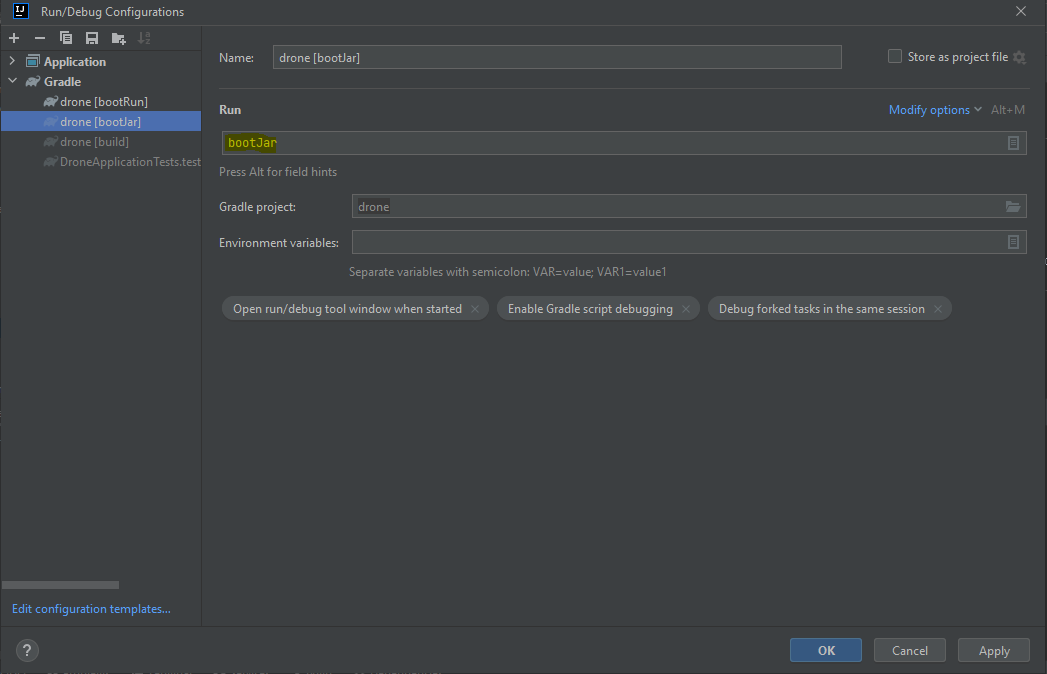 Run/Debug Configurations
Application
Gradle
drone [bootRun]
drone [bootJar]
drone [build]
DroneApplicationTests.test
Edit configuration templates...
Name:
drone [bootJar]
Store as project file
Run
Modify options
Alt+M
bootJar
Press Alt for field hints
Gradle project:
drone
Environment variables:
Separate variables with semicolon: VAR=value; VAR1=value1
Open run/debug tool window when started
Enable Gradle script debugging
Debug forked tasks in the same session
?
OK
Cancel
Apply